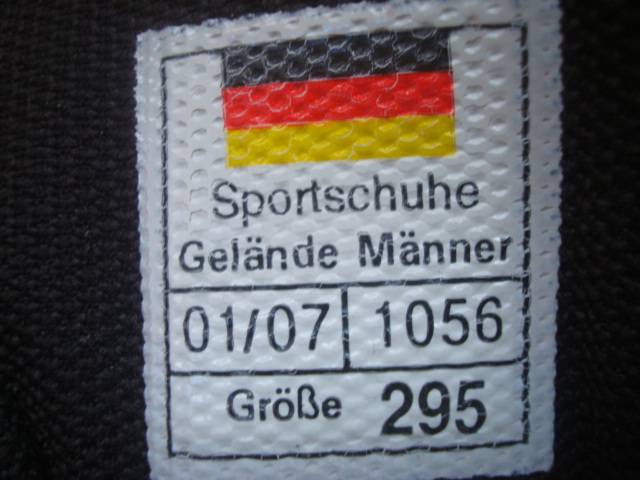 Sportschuhe
Gelände Männer
01/07 1056
Größe 295